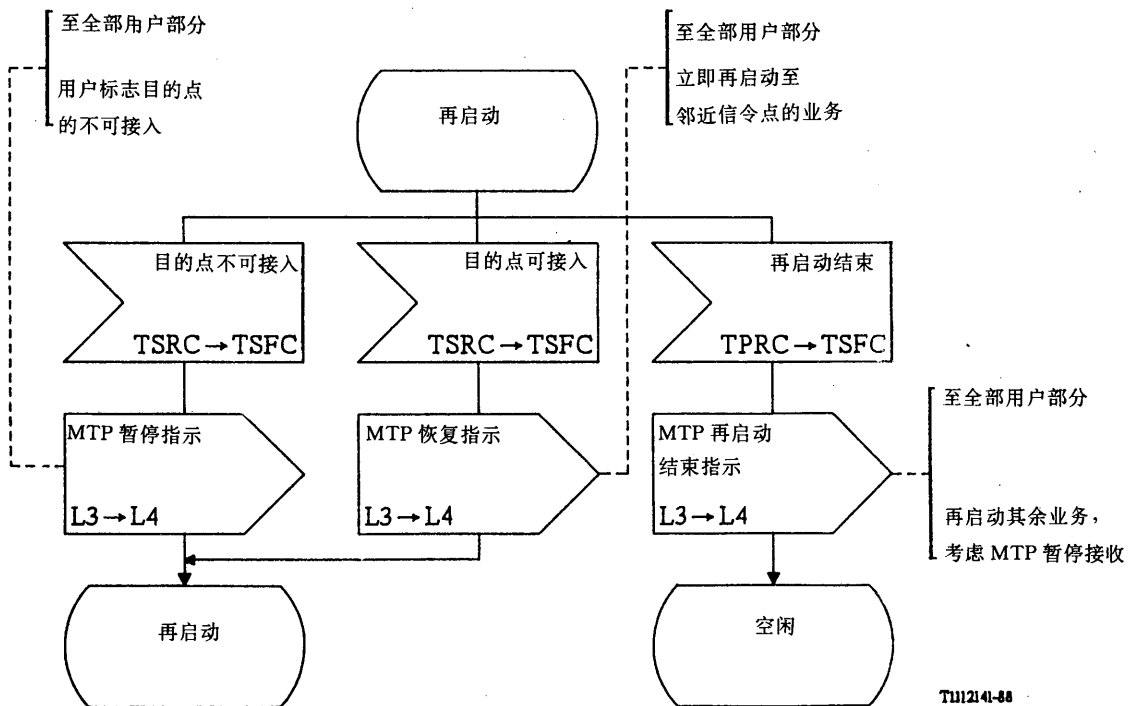 至全部用户部分
用户标志目的点
的不可接入
至全部用户部分
立即再启动至
邻近信令点的业务
再启动
目的点不可接入
TSRC→TSFC
目的点可接入
TSRC→TSFC
再启动结束
TPRC→TSFC
MTP 暂停指示
L3→L4
MTP 恢复指示
L3→L4
MTP 再启动
结束指示
L3→L4
至全部用户部分
再启动其余业务，
考虑 MTP 暂停接收
再启动
空闲
T1112141-88